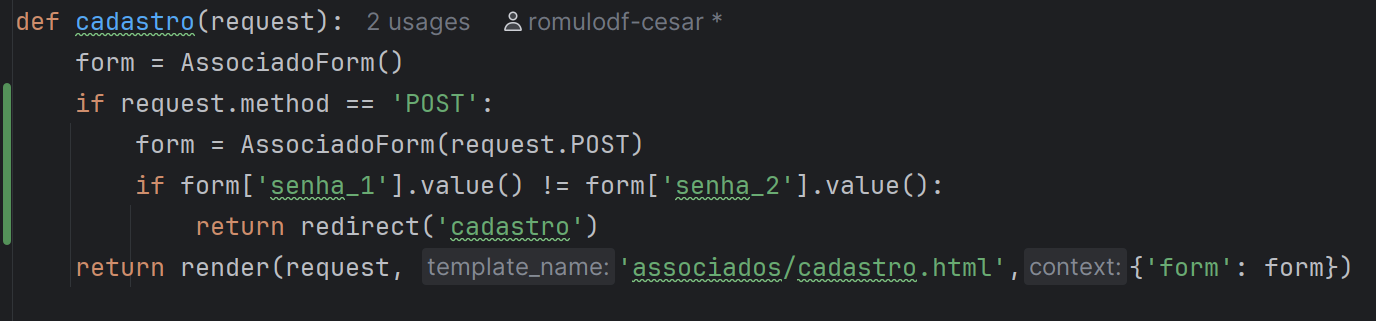 def cadastro(request): 2 usages romulodf-cesar *
    form = AssociadoForm()
    if request.method == 'POST':
        form = AssociadoForm(request.POST)
        if form['senha_1'].value() != form['senha_2'].value():
            return redirect('cadastro')
    return render(request, template_name: 'associados/cadastro.html', context: {'form': form})